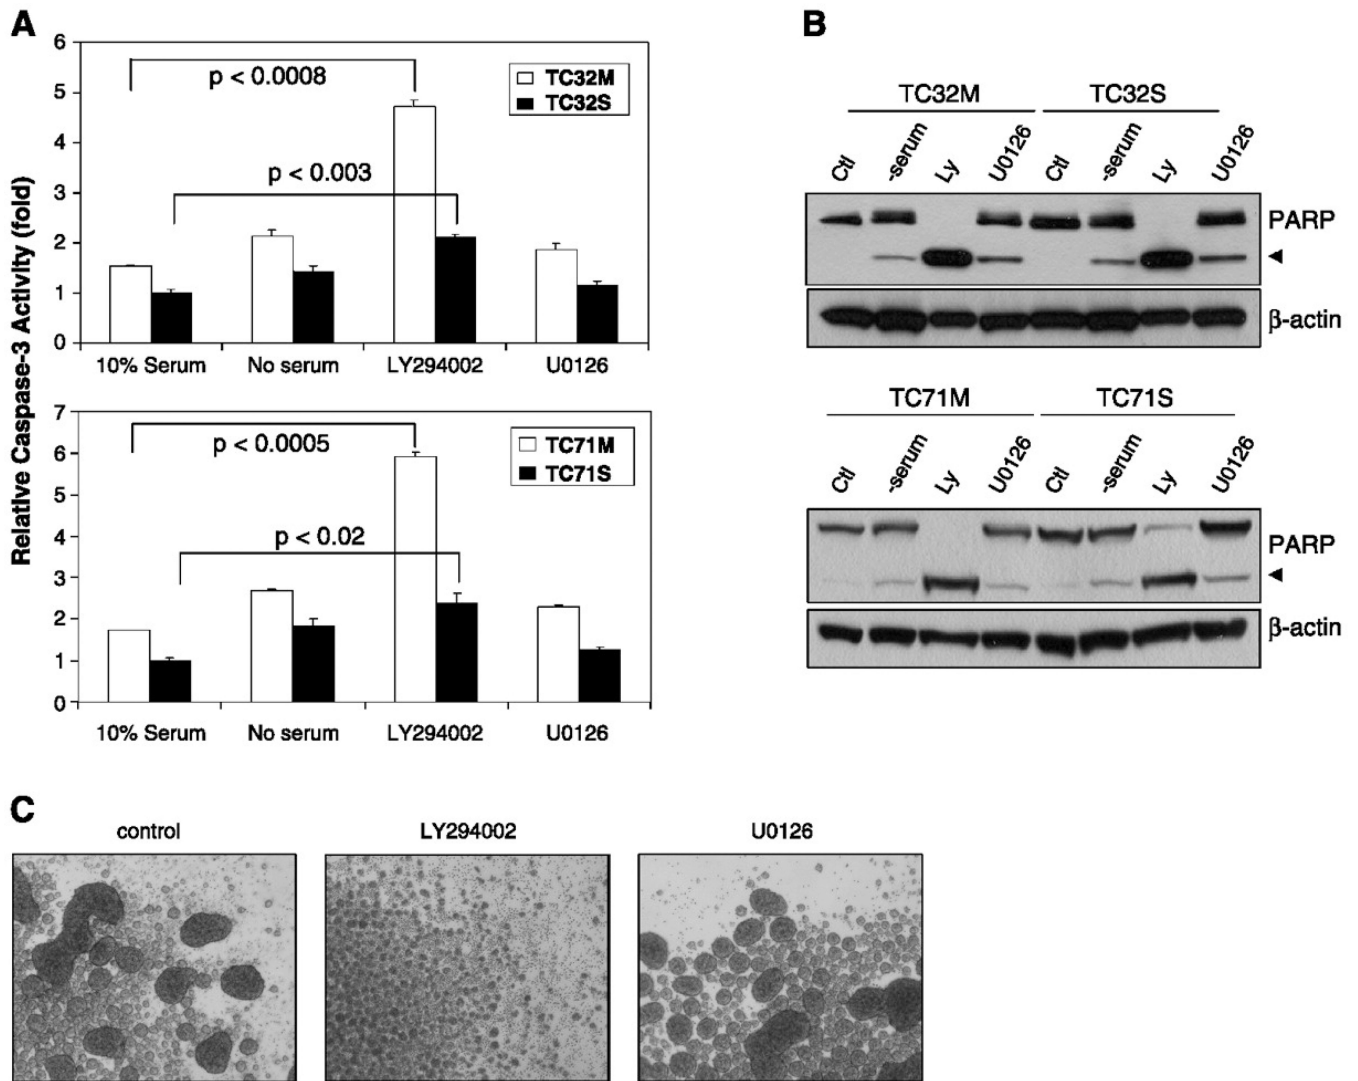 A
Relative Caspase-3 Activity (fold)
6
5
4
3
2
1
0
p < 0.0008
p < 0.003
TC32M
TC32S
10% Serum No serum LY294002 U0126
7
6
5
4
3
2
1
0
p < 0.0005
p < 0.02
TC71M
TC71S
10% Serum No serum LY294002 U0126
B
TC32M TC32S
Ctl -serum Ly U0126 Ctl -serum Ly U0126
PARP
β-actin
TC71M TC71S
Ctl -serum Ly U0126 Ctl -serum Ly U0126
PARP
β-actin
C
control LY294002 U0126